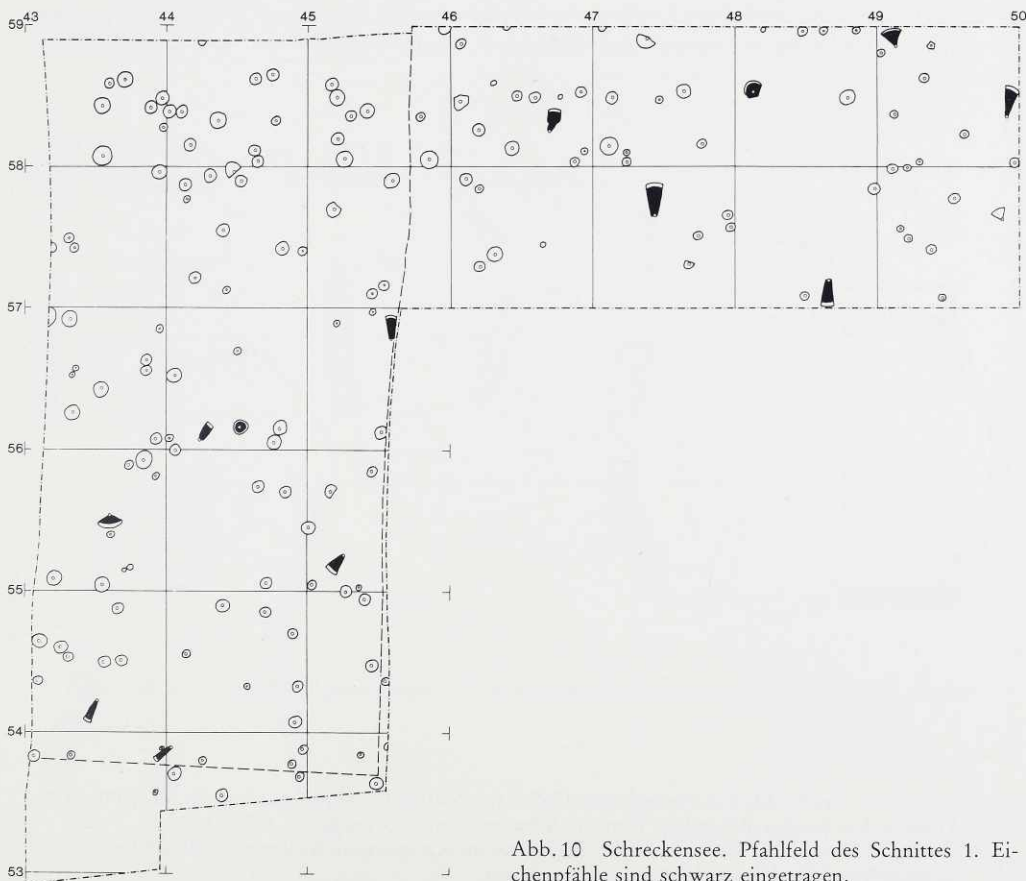 43 44 45 46 47 48 49 50
59
58
57
56
55
54
53
Abb. 10 Schreckensee. Pfahlfeld des Schnittes 1. Ei-
chenpfähle sind schwarz eingetragen.